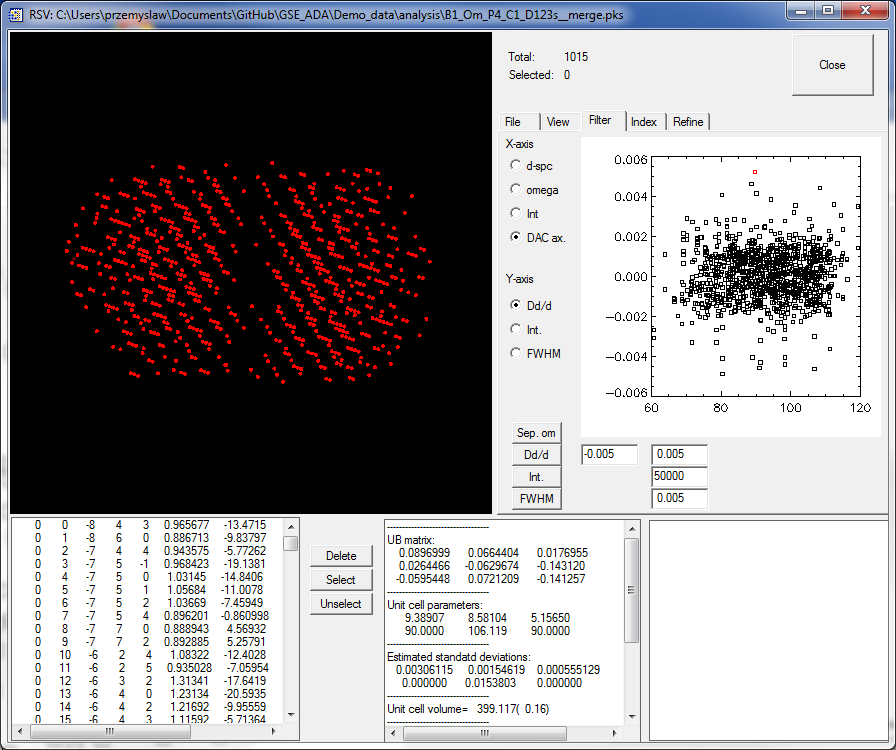 RSV: C:\Users\przemyslaw\Documents\GitHub\GSE_ADA\Demo_data\analysis\B1_Om_P4_C1_D123s__merge.pks
Total: 1015
Selected: 0
Close
File View Filter Index Refine
X-axis
d-spc
omega
Int
DAC ax.
Y-axis
Dd/d
Int.
FWHM
0.006
0.004
0.002
0.000
-0.002
-0.004
-0.006
60 80 100 120
Sep. om
Dd/d -0.005 0.005
Int. 50000
FWHM 0.005
0 0 -8 4 3 0.965677 -13.4715
0 1 -8 6 0 0.886713 -9.83797
0 2 -7 4 4 0.943575 -5.77262
0 3 -7 5 -1 0.968423 -19.1381
0 4 -7 5 0 1.03145 -14.8406
0 5 -7 5 1 1.05684 -11.0078
0 6 -7 5 2 1.03669 -7.45949
0 7 -7 5 4 0.896201 -0.860998
0 8 -7 7 0 0.888943 4.56932
0 9 -7 7 2 0.892885 5.25791
0 10 -6 2 4 1.08322 -12.4028
0 11 -6 2 5 0.935028 -7.05954
0 12 -6 3 2 1.31341 -17.6419
0 13 -6 4 0 1.23134 -20.5935
0 14 -6 4 2 1.21692 -9.95559
0 15 -6 4 3 1.11592 -5.71364
Delete
Select
Unselect
UB matrix:
0.0896999 0.0664404 0.0176955
0.0264466 -0.0629674 -0.143120
-0.0595448 0.0721209 -0.141257
Unit cell parameters:
9.38907 8.58104 5.15650
90.0000 106.119 90.0000
Estimated standatd deviations:
0.00306115 0.00154619 0.000555129
0.000000 0.0153803 0.000000
Unit cell volume= 399.117( 0.16)